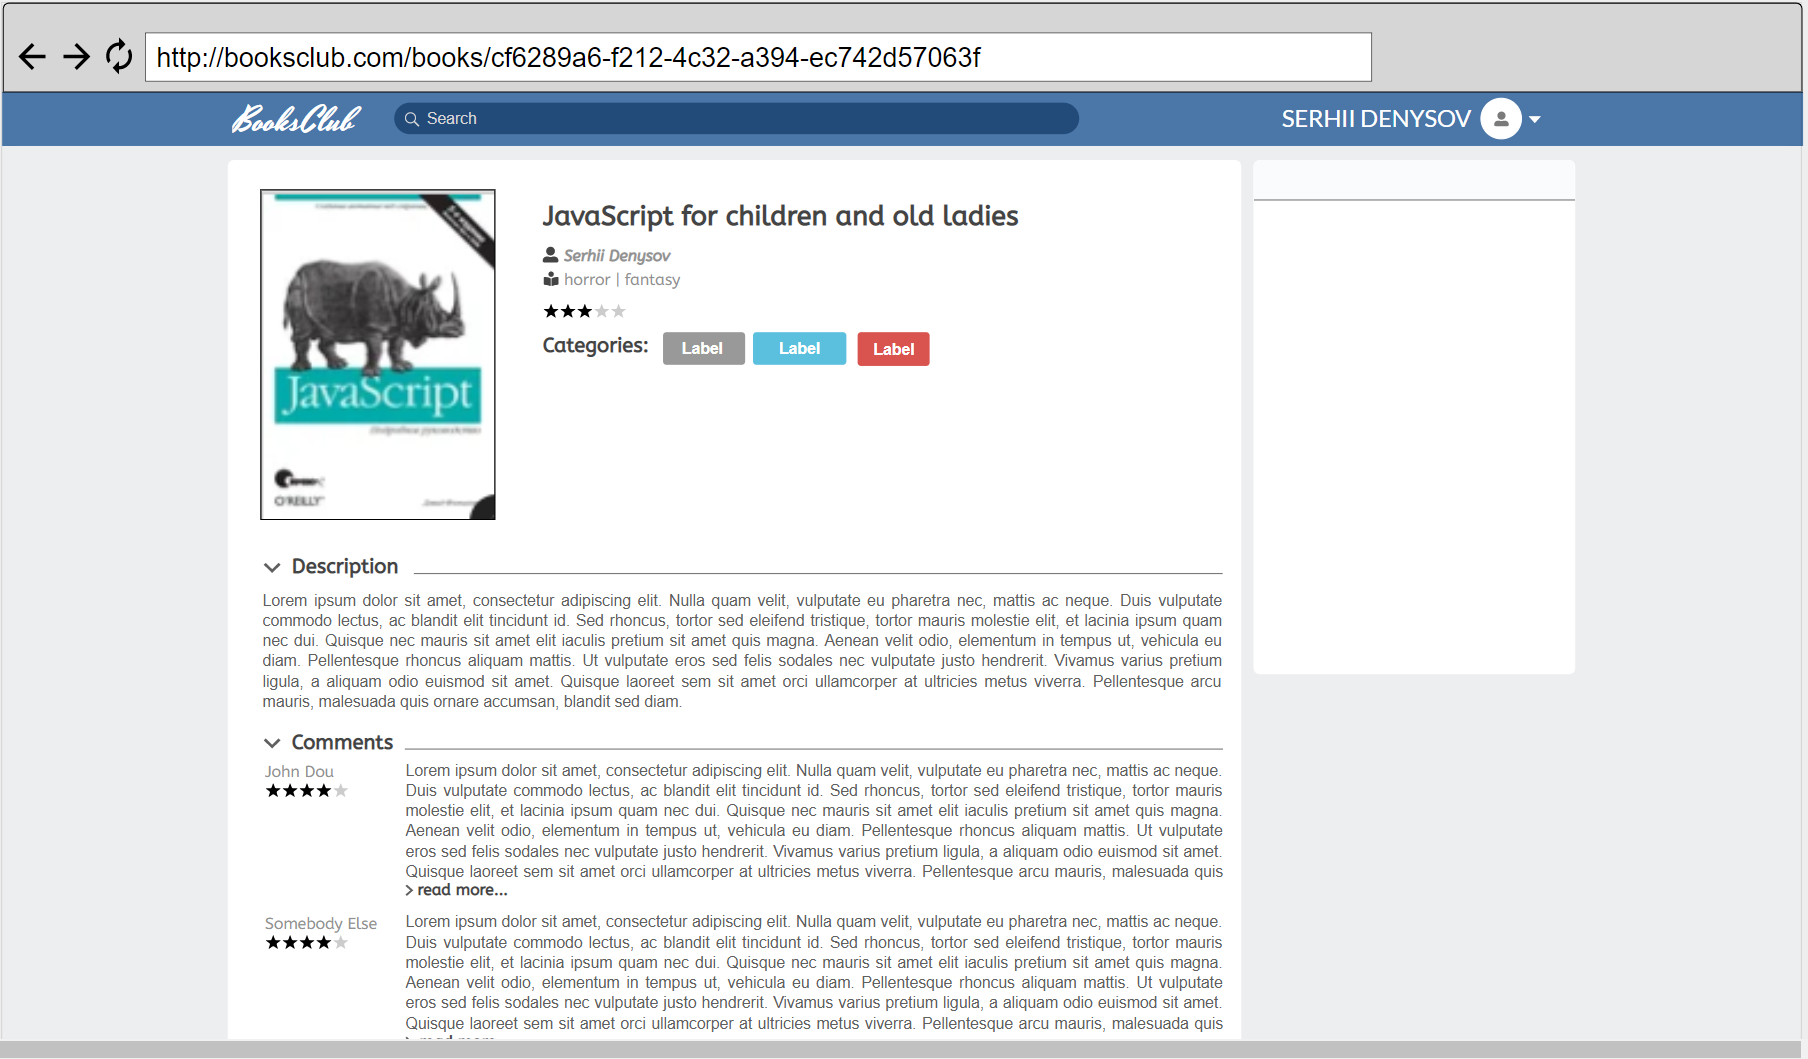 http://booksclub.com/books/cf6289a6-f212-4c32-a394-ec742d57063f
BooksClub
Search
SERHII DENYSOV
JavaScript for children and old ladies
Serhii Denysov
horror | fantasy
Categories:
Label
Label
Label
JavaScript
O'REILLY
Description
Lorem ipsum dolor sit amet, consectetur adipiscing elit. Nulla quam velit, vulputate eu pharetra nec, mattis ac neque. Duis vulputate
commodo lectus, ac blandit elit tincidunt id. Sed rhoncus, tortor sed eleifend tristique, tortor mauris molestie elit, et lacinia ipsum quam
nec dui. Quisque nec mauris sit amet elit iaculis pretium sit amet quis magna. Aenean velit odio, elementum in tempus ut, vehicula eu
diam. Pellentesque rhoncus aliquam mattis. Ut vulputate eros sed felis sodales nec vulputate justo hendrerit. Vivamus varius pretium
ligula, a aliquam odio euismod sit amet. Quisque laoreet sem sit amet orci ullamcorper at ultricies metus viverra. Pellentesque arcu
mauris, malesuada quis ornare accumsan, blandit sed diam.
Comments
John Dou
Lorem ipsum dolor sit amet, consectetur adipiscing elit. Nulla quam velit, vulputate eu pharetra nec, mattis ac neque.
Duis vulputate commodo lectus, ac blandit elit tincidunt id. Sed rhoncus, tortor sed eleifend tristique, tortor mauris
molestie elit, et lacinia ipsum quam nec dui. Quisque nec mauris sit amet elit iaculis pretium sit amet quis magna.
Aenean velit odio, elementum in tempus ut, vehicula eu diam. Pellentesque rhoncus aliquam mattis. Ut vulputate
eros sed felis sodales nec vulputate justo hendrerit. Vivamus varius pretium ligula, a aliquam odio euismod sit amet.
Quisque laoreet sem sit amet orci ullamcorper at ultricies metus viverra. Pellentesque arcu mauris, malesuada quis
> read more...
Somebody Else
Lorem ipsum dolor sit amet, consectetur adipiscing elit. Nulla quam velit, vulputate eu pharetra nec, mattis ac neque.
Duis vulputate commodo lectus, ac blandit elit tincidunt id. Sed rhoncus, tortor sed eleifend tristique, tortor mauris
molestie elit, et lacinia ipsum quam nec dui. Quisque nec mauris sit amet elit iaculis pretium sit amet quis magna.
Aenean velit odio, elementum in tempus ut, vehicula eu diam. Pellentesque rhoncus aliquam mattis. Ut vulputate
eros sed felis sodales nec vulputate justo hendrerit. Vivamus varius pretium ligula, a aliquam odio euismod sit amet.
Quisque laoreet sem sit amet orci ullamcorper at ultricies metus viverra. Pellentesque arcu mauris, malesuada quis